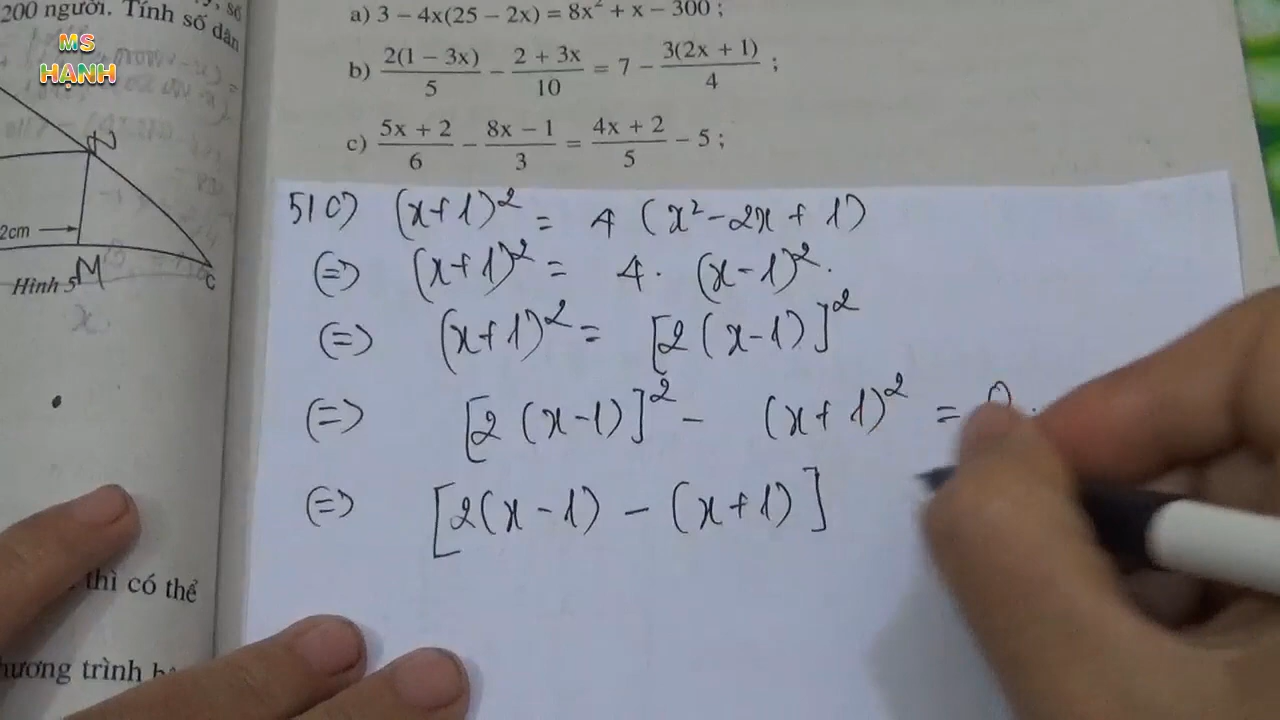 200 người. Tính số dân
MS
HẠNH
N
2cm
M
C
Hình 5
x
thì có thể
hương trình
a) 3 − 4x(25 − 2x) = 8x² + x − 300 ;
b) 2(1 − 3x)/5 − (2 + 3x)/10 = 7 − 3(2x + 1)/4 ;
c) (5x + 2)/6 − (8x − 1)/3 = (4x + 2)/5 − 5 ;
51c) (x+1)² = 4 (x² − 2x + 1)
(=) (x+1)² = 4 . (x − 1)².
(=) (x+1)² = [2 (x − 1)]²
(=) [2 (x−1)]² − (x + 1)² = 0.
(=) [2(x − 1) − (x+1)]